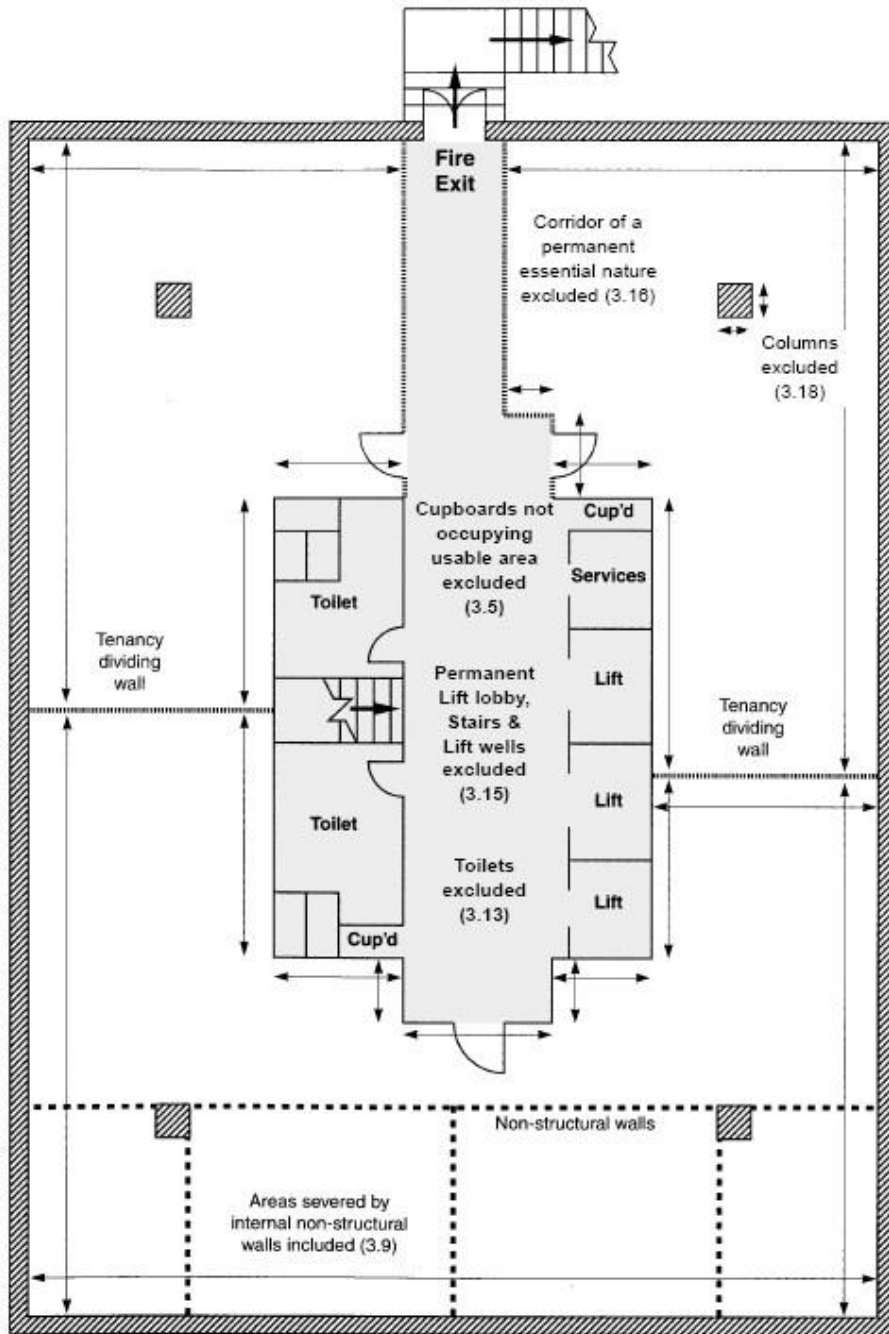 Fire
Exit
Corridor of a
permanent
essential nature
excluded (3.16)
Columns
excluded
(3.18)
Cupboards not
occupying
usable area
excluded
(3.5)
Cup'd
Services
Toilet
Tenancy
dividing
wall
Permanent
Lift lobby,
Stairs &
Lift wells
excluded
(3.15)
Lift
Tenancy
dividing
wall
Toilet
Lift
Toilets
excluded
(3.13)
Lift
Cup'd
Non-structural walls
Areas severed by
internal non-structural
walls included (3.9)